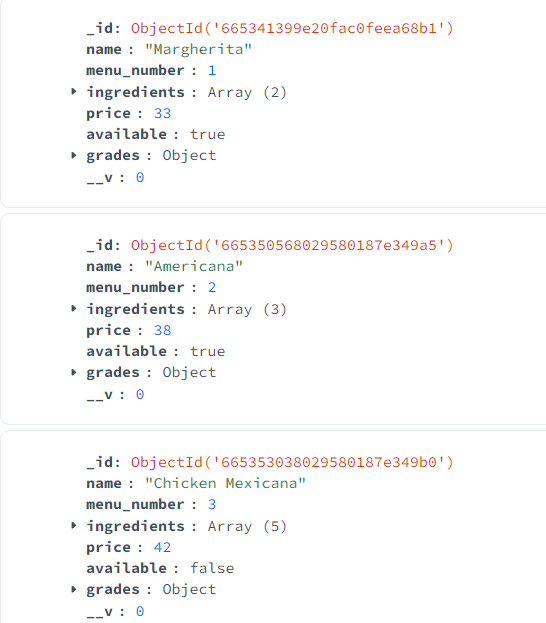 _id: ObjectId('665341399e20fac0feea68b1')
name : "Margherita"
menu_number : 1
ingredients : Array (2)
price : 33
available : true
grades : Object
__v : 0
_id: ObjectId('665350568029580187e349a5')
name : "Americana"
menu_number : 2
ingredients : Array (3)
price : 38
available : true
grades : Object
__v : 0
_id: ObjectId('665353038029580187e349b0')
name : "Chicken Mexicana"
menu_number : 3
ingredients : Array (5)
price : 42
available : false
grades : Object
__v : 0